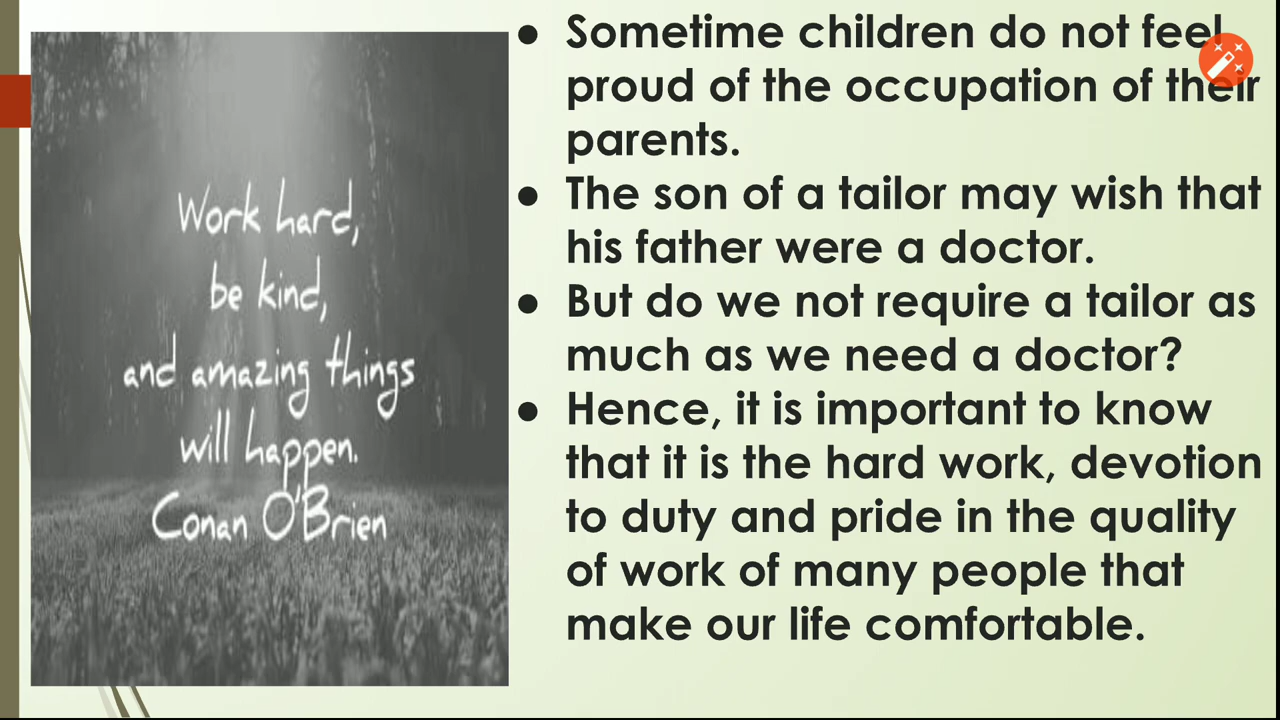 Work hard,
be kind,
and amazing things
will happen.
Conan O'Brien
● Sometime children do not feel
proud of the occupation of their
parents.
● The son of a tailor may wish that
his father were a doctor.
● But do we not require a tailor as
much as we need a doctor?
● Hence, it is important to know
that it is the hard work, devotion
to duty and pride in the quality
of work of many people that
make our life comfortable.